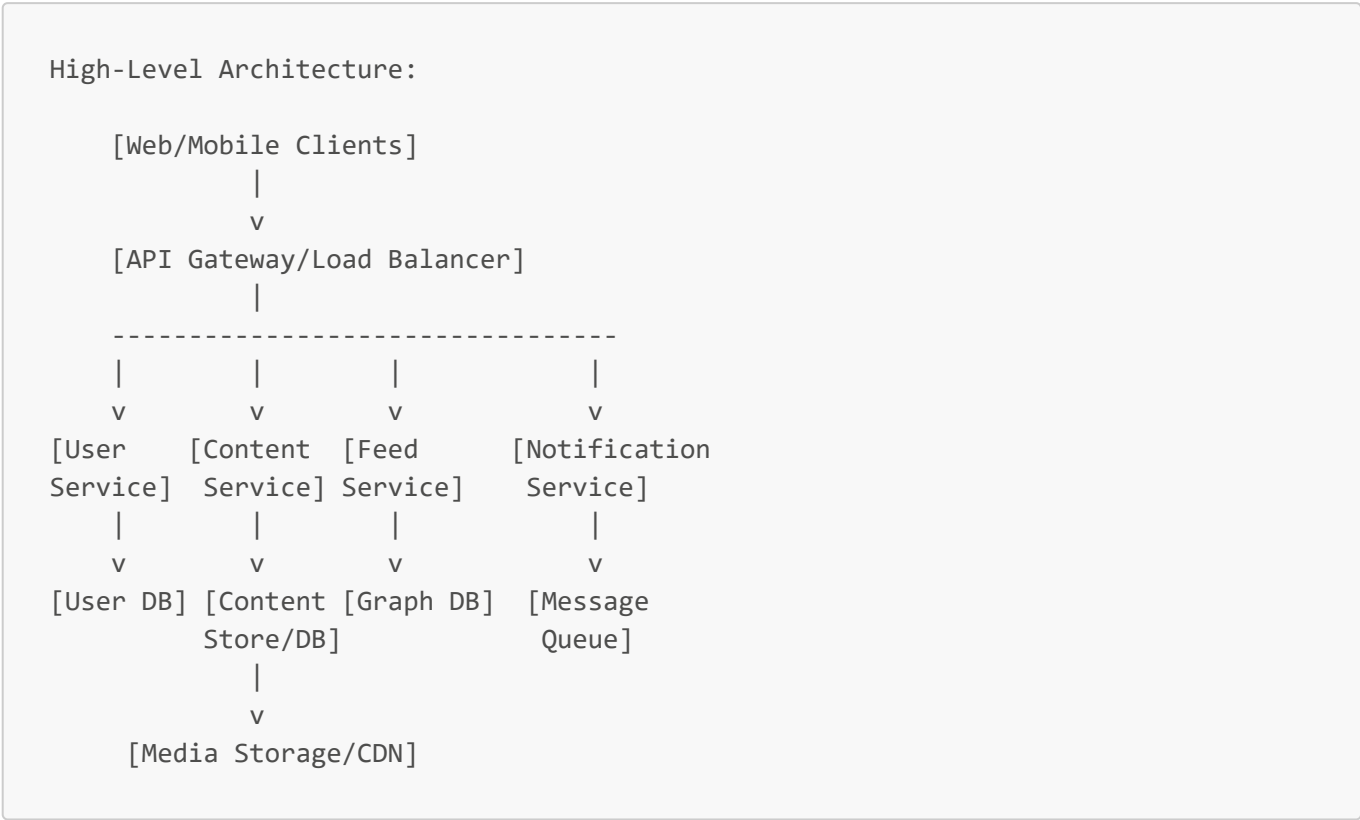 High-Level Architecture:
    [Web/Mobile Clients]
             |
             v
    [API Gateway/Load Balancer]
             |
    ---------------------------------
    |        |        |            |
    v        v        v            v
[User    [Content  [Feed      [Notification
Service]  Service] Service]    Service]
    |        |        |            |
    v        v        v            v
[User DB] [Content [Graph DB]  [Message
          Store/DB]             Queue]
             |
             v
     [Media Storage/CDN]